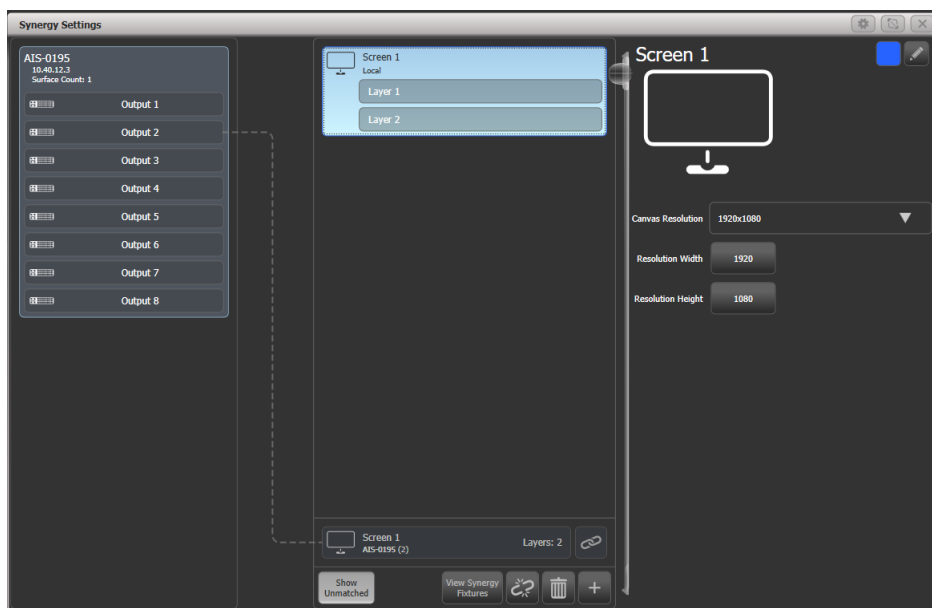 Synergy Settings
AIS-0195
10.40.12.3
Surface Count: 1
Output 1
Output 2
Output 3
Output 4
Output 5
Output 6
Output 7
Output 8
Screen 1
Local
Layer 1
Layer 2
Screen 1
AIS-0195 (2)
Layers: 2
Show
Unmatched
View Synergy
Fixtures
+
Screen 1
Canvas Resolution
1920x1080
Resolution Width
1920
Resolution Height
1080